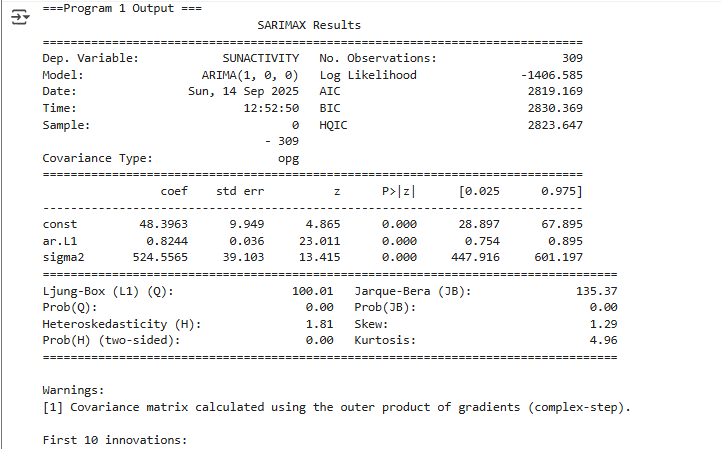 ===Program 1 Output ===
                               SARIMAX Results
==============================================================================
Dep. Variable:            SUNACTIVITY   No. Observations:                  309
Model:                 ARIMA(1, 0, 0)   Log Likelihood               -1406.585
Date:                Sun, 14 Sep 2025   AIC                           2819.169
Time:                        12:52:50   BIC                           2830.369
Sample:                             0   HQIC                          2823.647
                                - 309
Covariance Type:                  opg
==============================================================================
                 coef    std err          z      P>|z|      [0.025      0.975]
------------------------------------------------------------------------------
const         48.3963      9.949      4.865      0.000      28.897      67.895
ar.L1          0.8244      0.036     23.011      0.000       0.754       0.895
sigma2       524.5565     39.103     13.415      0.000     447.916     601.197
===================================================================================
Ljung-Box (L1) (Q):                 100.01   Jarque-Bera (JB):               135.37
Prob(Q):                              0.00   Prob(JB):                         0.00
Heteroskedasticity (H):               1.81   Skew:                             1.29
Prob(H) (two-sided):                  0.00   Kurtosis:                         4.96
===================================================================================
Warnings:
[1] Covariance matrix calculated using the outer product of gradients (complex-step).
First 10 innovations: